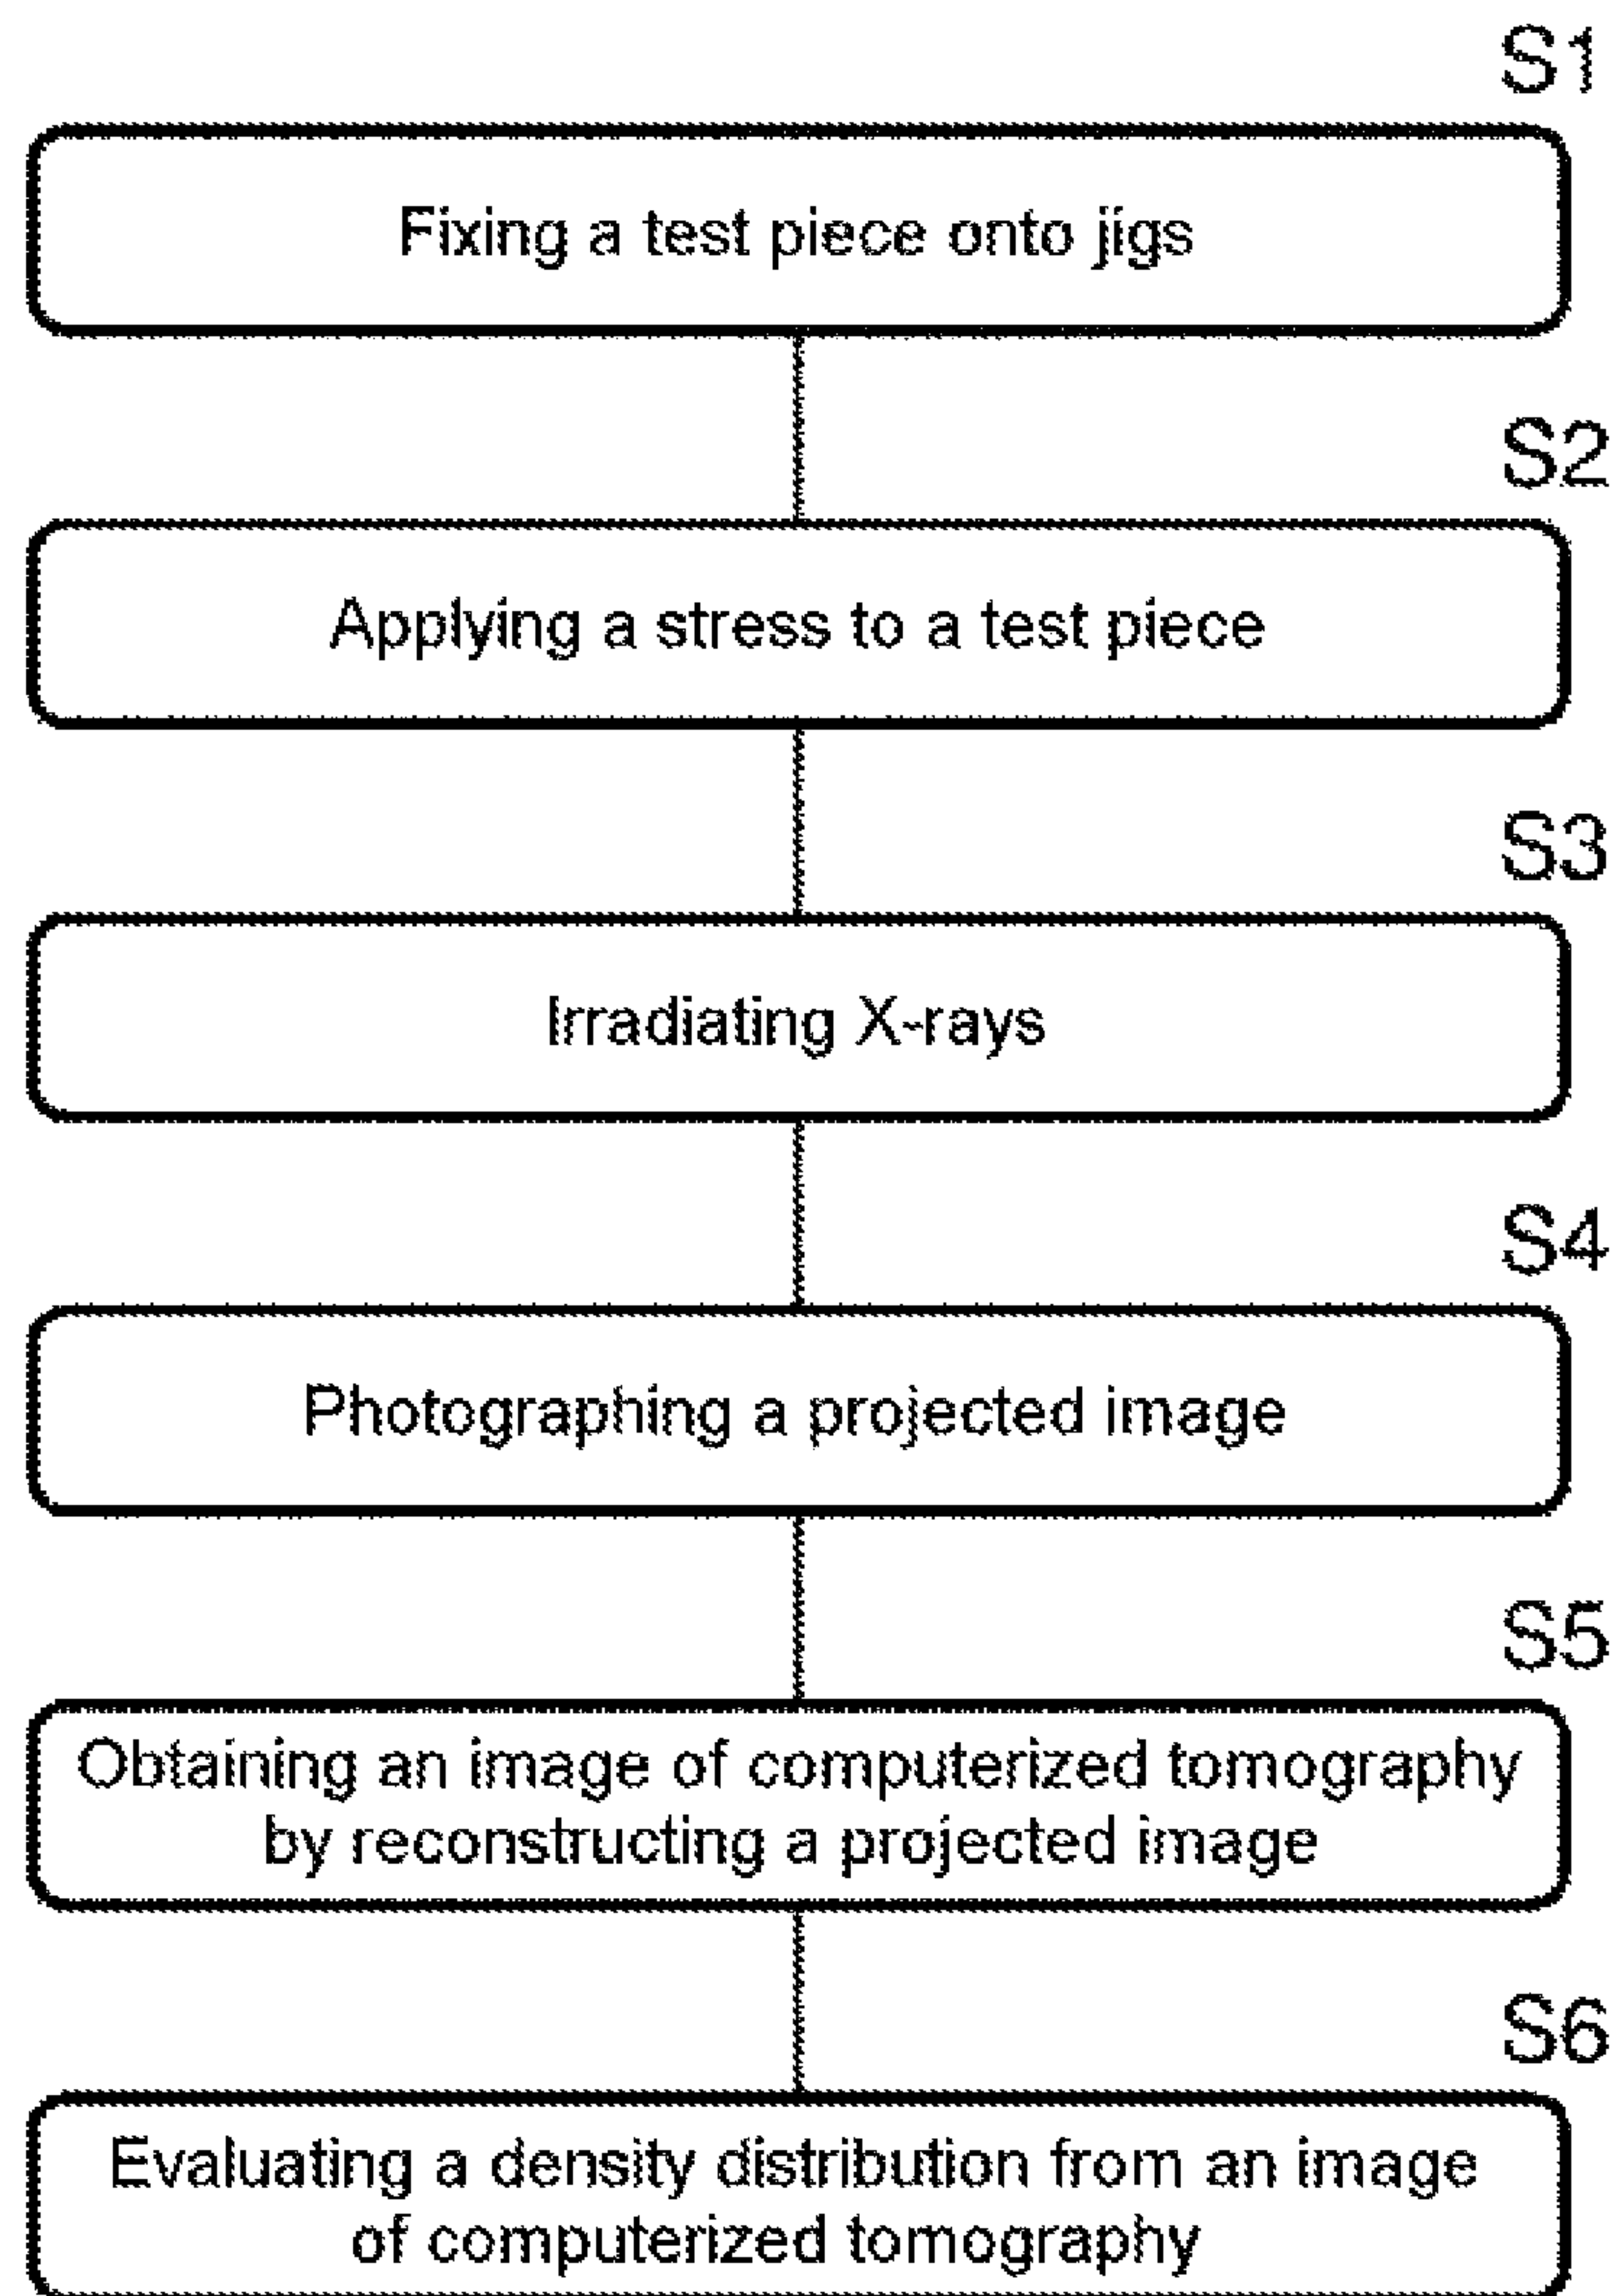 S1
Fixing a test piece onto jigs
S2
Applying a stress to a test piece
S3
Irradiating X-rays
S4
Photographing a projected image
S5
Obtaining an image of computerized tomography
by reconstructing a projected image
S6
Evaluating a density distribution from an image
of computerized tomography